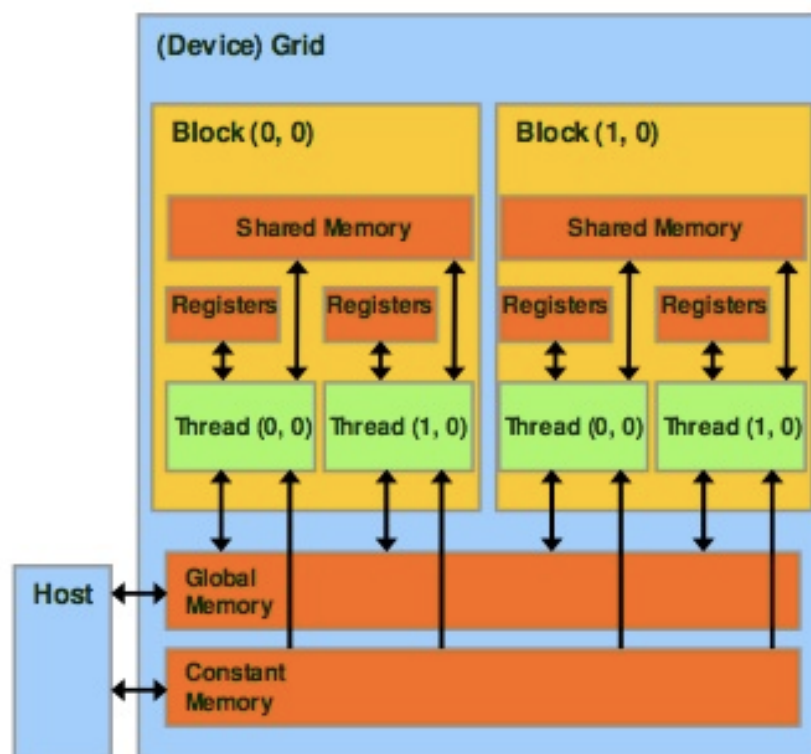 (Device) Grid
Block (0, 0)
Block (1, 0)
Shared Memory
Shared Memory
Registers
Registers
Registers
Registers
Thread (0, 0)
Thread (1, 0)
Thread (0, 0)
Thread (1, 0)
Host
Global
Memory
Constant
Memory